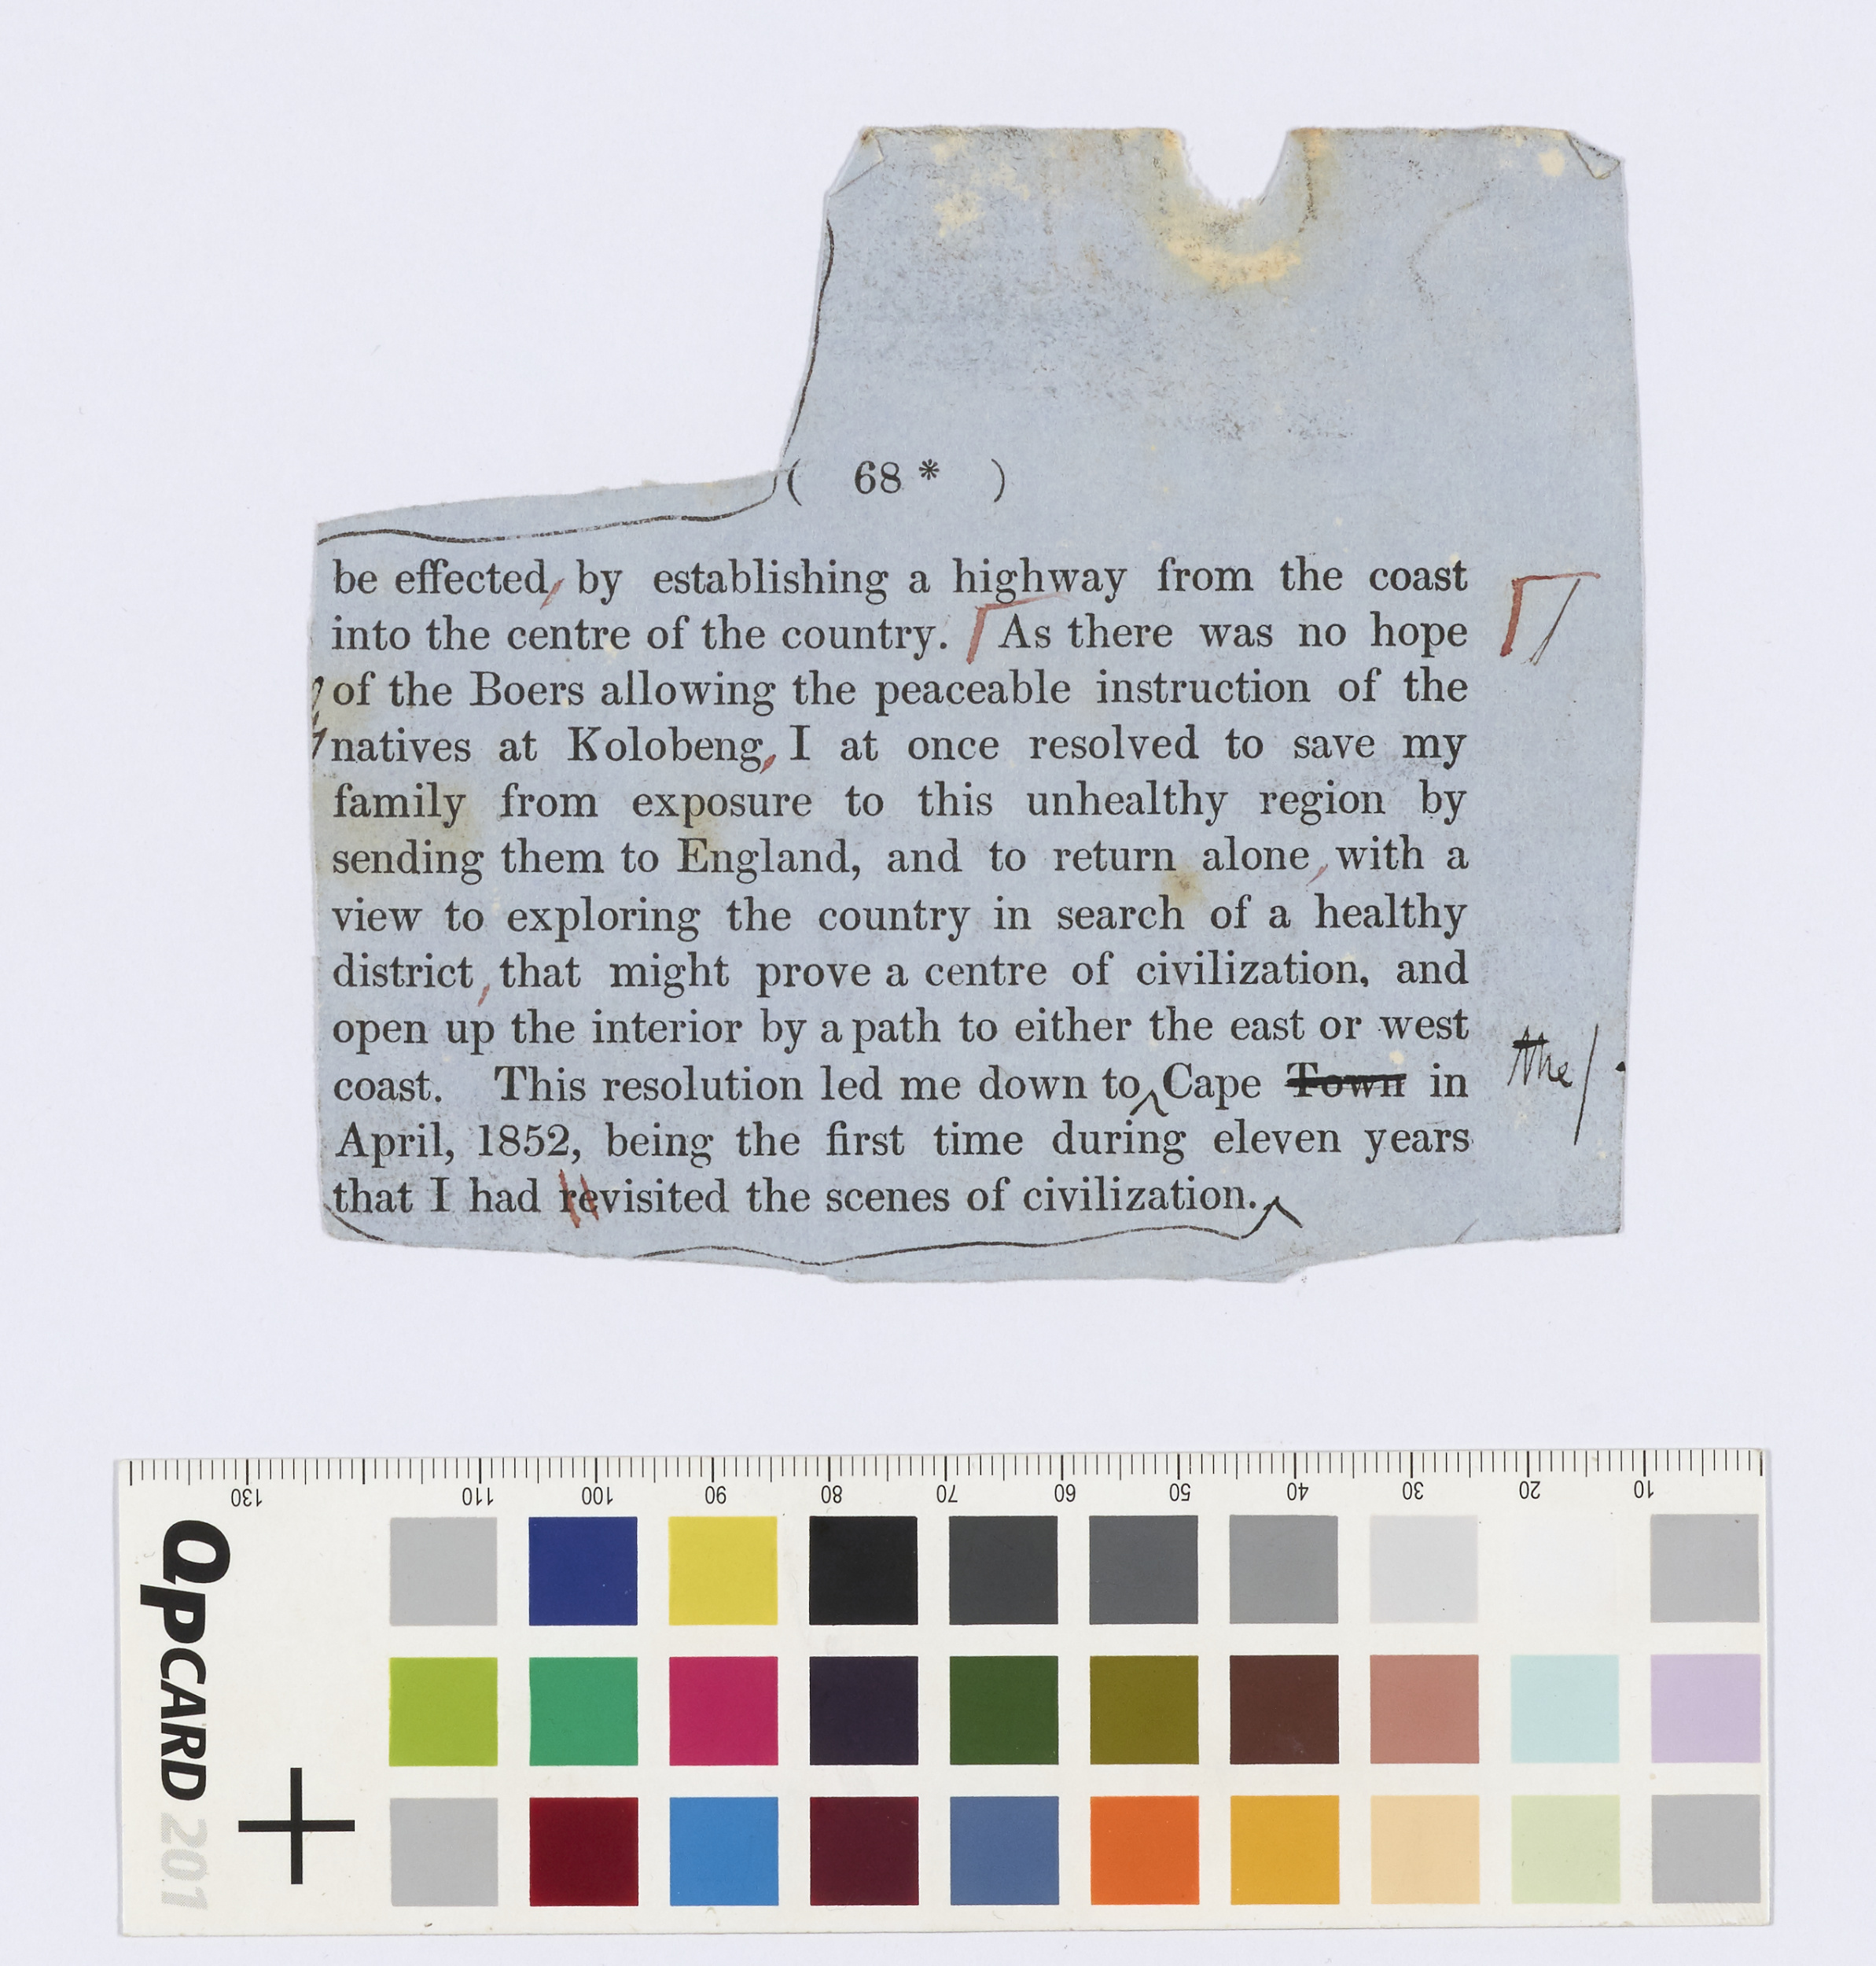 ( 68 * )
be effected, by establishing a highway from the coast
into the centre of the country. As there was no hope
of the Boers allowing the peaceable instruction of the
natives at Kolobeng, I at once resolved to save my
family from exposure to this unhealthy region by
sending them to England, and to return alone, with a
view to exploring the country in search of a healthy
district, that might prove a centre of civilization, and
open up the interior by a path to either the east or west
coast. This resolution led me down to Cape Town in the/
April, 1852, being the first time during eleven years
that I had revisited the scenes of civilization.
130 110 100 90 80 70 60 50 40 30 20 10
QPCARD 201